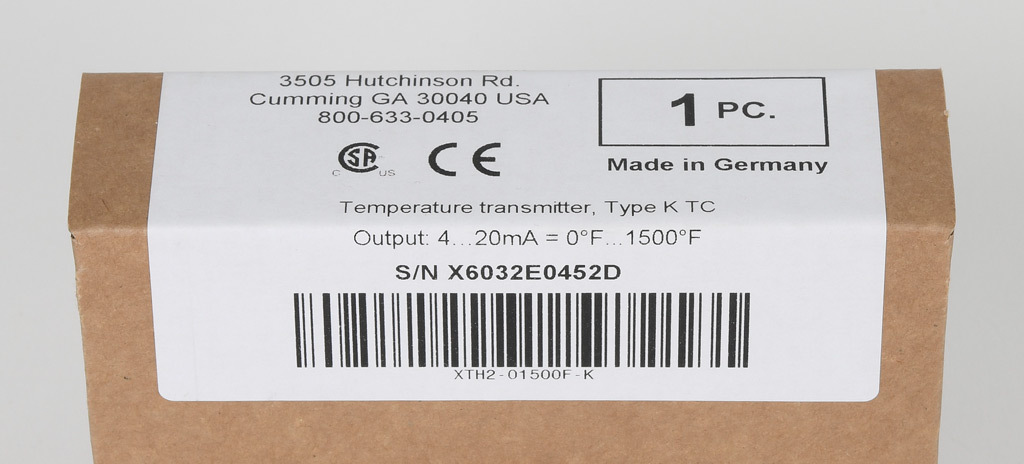 3505 Hutchinson Rd.
Cumming GA 30040 USA
800-633-0405
1 PC.
C SA US CE
Made in Germany
Temperature transmitter, Type K TC
Output: 4...20mA = 0°F...1500°F
S/N X6032E0452D
XTH2-01500F-K